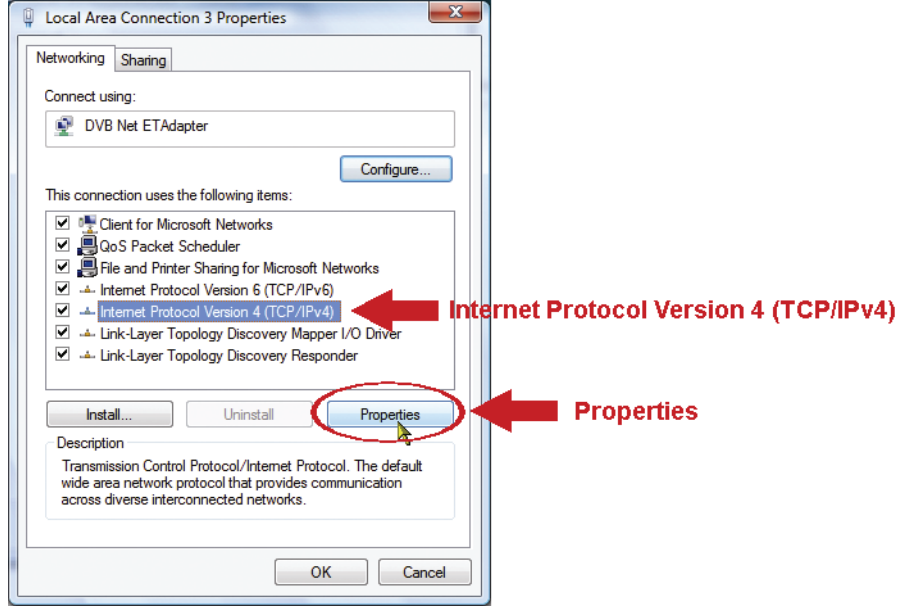 Local Area Connection 3 Properties
Networking
Sharing
Connect using:
DVB Net ETAdapter
Configure...
This connection uses the following items:
Client for Microsoft Networks
QoS Packet Scheduler
File and Printer Sharing for Microsoft Networks
Internet Protocol Version 6 (TCP/IPv6)
Internet Protocol Version 4 (TCP/IPv4)
Internet Protocol Version 4 (TCP/IPv4)
Link-Layer Topology Discovery Mapper I/O Driver
Link-Layer Topology Discovery Responder
Install...
Uninstall
Properties
Properties
Description
Transmission Control Protocol/Internet Protocol. The default
wide area network protocol that provides communication
across diverse interconnected networks.
OK
Cancel